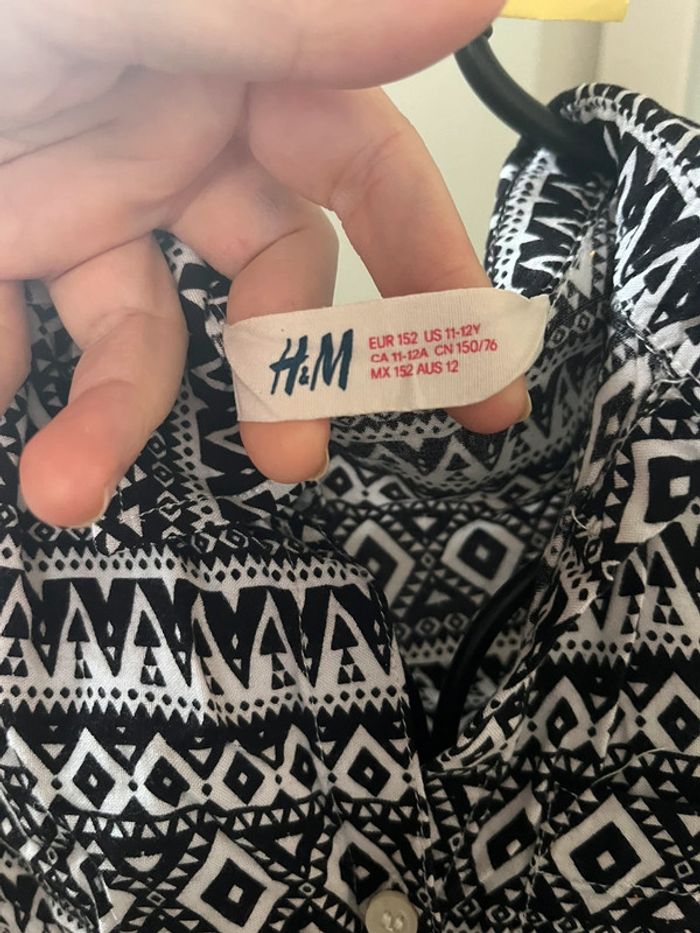 H&M
EUR 152 US 11-12Y
CA 11-12A CN 150/76
MX 152 AUS 12